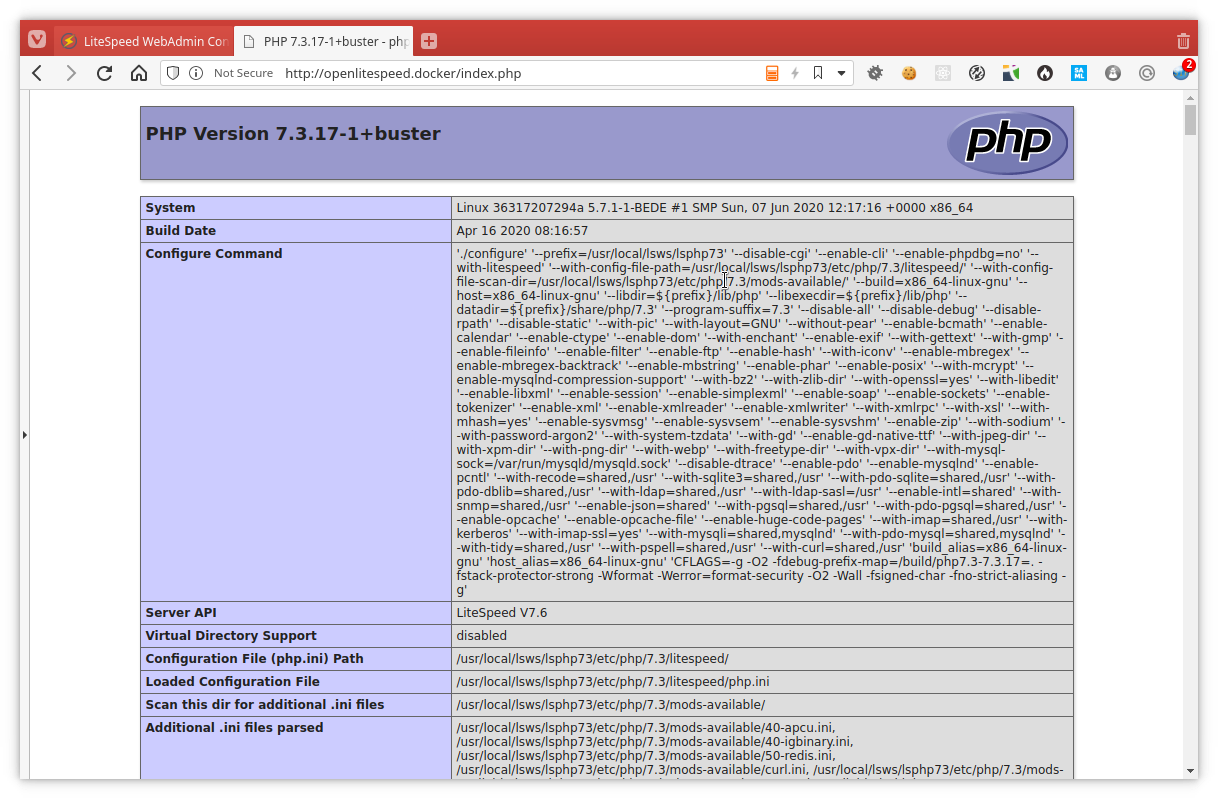 LiteSpeed WebAdmin Con
PHP 7.3.17-1+buster - php
Not Secure
http://openlitespeed.docker/index.php
SA
ML
2
PHP Version 7.3.17-1+buster
php
System
Linux 36317207294a 5.7.1-1-BEDE #1 SMP Sun, 07 Jun 2020 12:17:16 +0000 x86_64
Build Date
Apr 16 2020 08:16:57
Configure Command
'./configure' '--prefix=/usr/local/lsws/lsphp73' '--disable-cgi' '--enable-cli' '--enable-phpdbg=no' '--
with-litespeed' '--with-config-file-path=/usr/local/lsws/lsphp73/etc/php/7.3/litespeed/' '--with-config-
file-scan-dir=/usr/local/lsws/lsphp73/etc/php/7.3/mods-available/' '--build=x86_64-linux-gnu' '--
host=x86_64-linux-gnu' '--libdir=${prefix}/lib/php' '--libexecdir=${prefix}/lib/php' '--
datadir=${prefix}/share/php/7.3' '--program-suffix=7.3' '--disable-all' '--disable-debug' '--disable-
rpath' '--disable-static' '--with-pic' '--with-layout=GNU' '--without-pear' '--enable-bcmath' '--enable-
calendar' '--enable-ctype' '--enable-dom' '--with-enchant' '--enable-exif' '--with-gettext' '--with-gmp' '-
-enable-fileinfo' '--enable-filter' '--enable-ftp' '--enable-hash' '--with-iconv' '--enable-mbregex' '--
enable-mbregex-backtrack' '--enable-mbstring' '--enable-phar' '--enable-posix' '--with-mcrypt' '--
enable-mysqlnd-compression-support' '--with-bz2' '--with-zlib-dir' '--with-openssl=yes' '--with-libedit'
'--enable-libxml' '--enable-session' '--enable-simplexml' '--enable-soap' '--enable-sockets' '--enable-
tokenizer' '--enable-xml' '--enable-xmlreader' '--enable-xmlwriter' '--with-xmlrpc' '--with-xsl' '--with-
mhash=yes' '--enable-sysvmsg' '--enable-sysvsem' '--enable-sysvshm' '--enable-zip' '--with-sodium' '-
-with-password-argon2' '--with-system-tzdata' '--with-gd' '--enable-gd-native-ttf' '--with-jpeg-dir' '--
with-xpm-dir' '--with-png-dir' '--with-webp' '--with-freetype-dir' '--with-vpx-dir' '--with-mysql-
sock=/var/run/mysqld/mysqld.sock' '--disable-dtrace' '--enable-pdo' '--enable-mysqlnd' '--enable-
pcntl' '--with-recode=shared,/usr' '--with-sqlite3=shared,/usr' '--with-pdo-sqlite=shared,/usr' '--with-
pdo-dblib=shared,/usr' '--with-ldap=shared,/usr' '--with-ldap-sasl=/usr' '--enable-intl=shared' '--with-
snmp=shared,/usr' '--enable-json=shared' '--with-pgsql=shared,/usr' '--with-pdo-pgsql=shared,/usr' '-
-enable-opcache' '--enable-opcache-file' '--enable-huge-code-pages' '--with-imap=shared,/usr' '--with-
kerberos' '--with-imap-ssl=yes' '--with-mysqli=shared,mysqlnd' '--with-pdo-mysql=shared,mysqlnd' '-
-with-tidy=shared,/usr' '--with-pspell=shared,/usr' '--with-curl=shared,/usr' 'build_alias=x86_64-linux-
gnu' 'host_alias=x86_64-linux-gnu' 'CFLAGS=-g -O2 -fdebug-prefix-map=/build/php7.3-7.3.17=. -
fstack-protector-strong -Wformat -Werror=format-security -O2 -Wall -fsigned-char -fno-strict-aliasing -
g'
Server API
LiteSpeed V7.6
Virtual Directory Support
disabled
Configuration File (php.ini) Path
/usr/local/lsws/lsphp73/etc/php/7.3/litespeed/
Loaded Configuration File
/usr/local/lsws/lsphp73/etc/php/7.3/litespeed/php.ini
Scan this dir for additional .ini files
/usr/local/lsws/lsphp73/etc/php/7.3/mods-available/
Additional .ini files parsed
/usr/local/lsws/lsphp73/etc/php/7.3/mods-available/40-apcu.ini,
/usr/local/lsws/lsphp73/etc/php/7.3/mods-available/40-igbinary.ini,
/usr/local/lsws/lsphp73/etc/php/7.3/mods-available/50-redis.ini,
/usr/local/lsws/lsphp73/etc/php/7.3/mods-available/curl.ini, /usr/local/lsws/lsphp73/etc/php/7.3/mods-